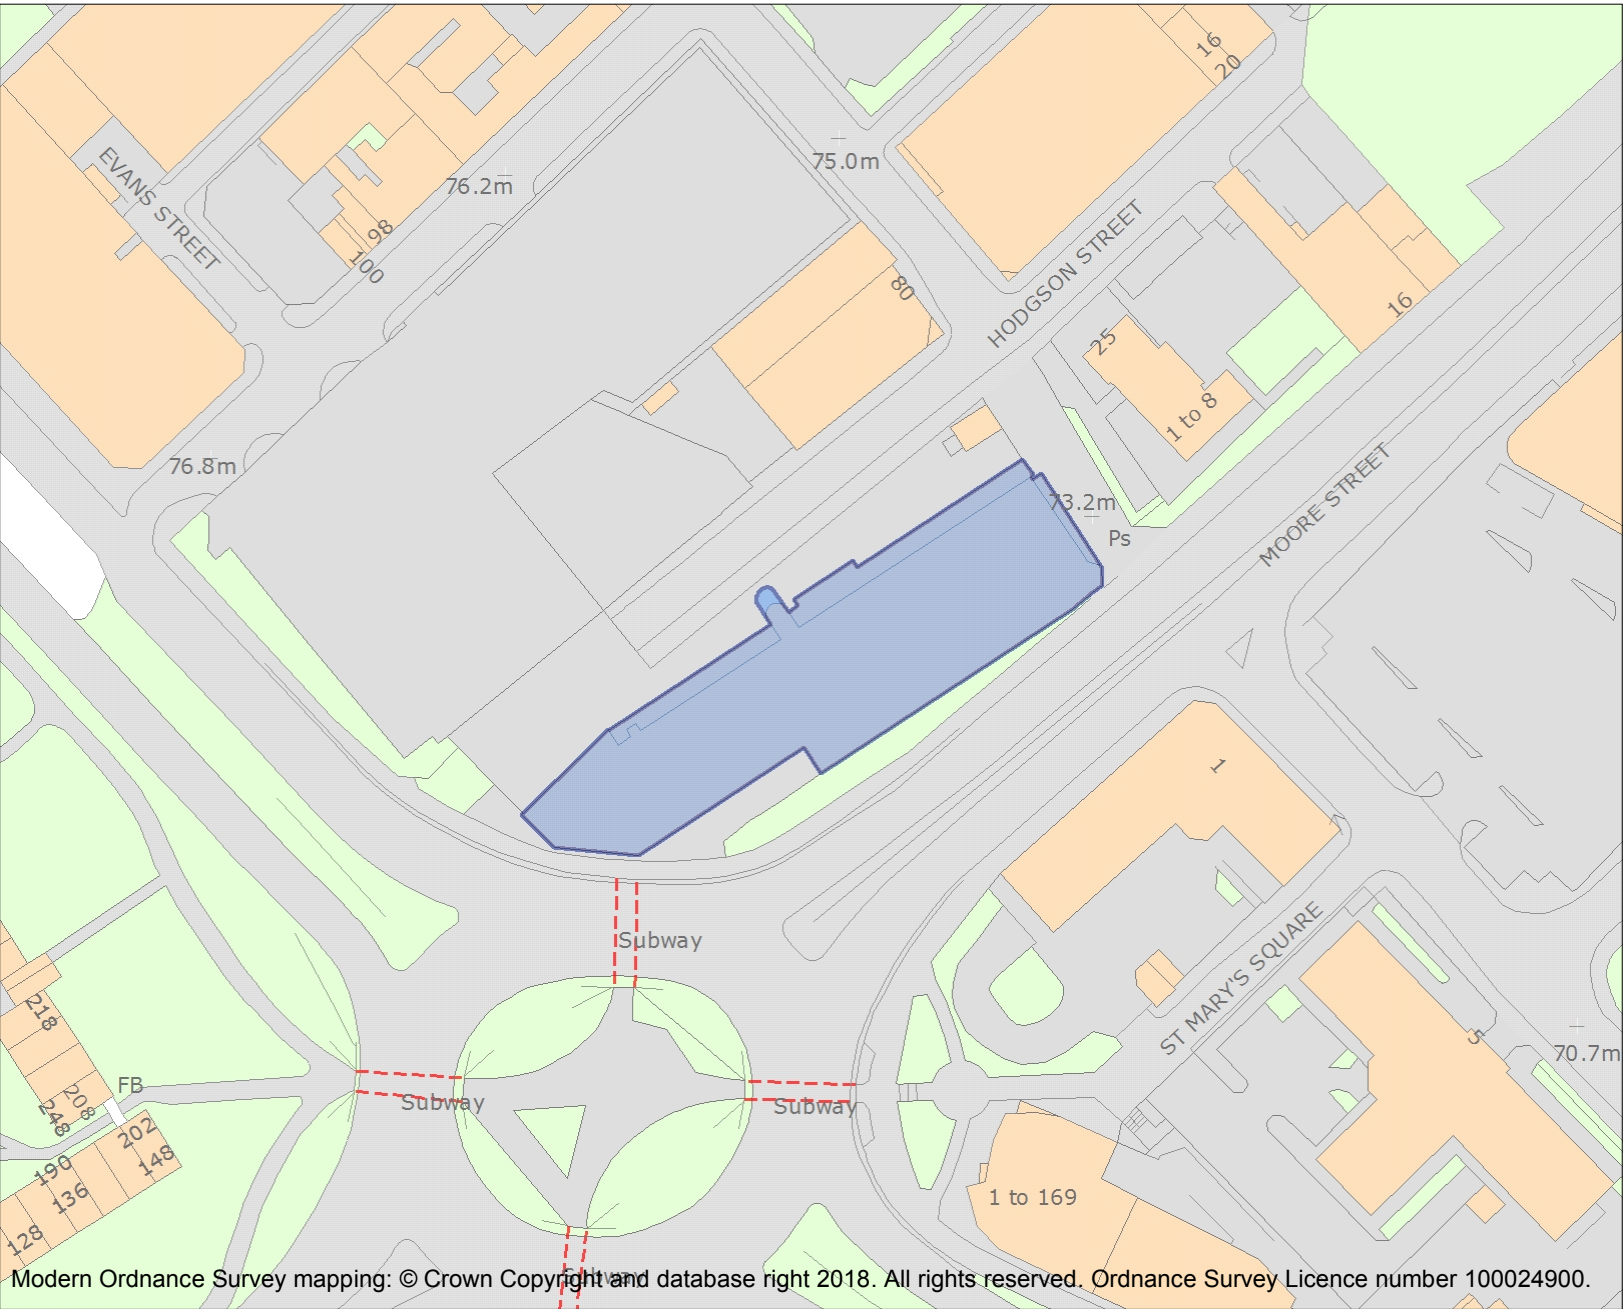 16
20
75.0m
EVANS STREET
76.2m
98
100
80
HODGSON STREET
16
25
1 to 8
76.8m
MOORE STREET
73.2m
Ps
1
Subway
ST MARY'S SQUARE
218
5
70.7m
FB
208
248
Subway
Subway
202
148
190
136
1 to 169
128
Subway
Modern Ordnance Survey mapping: © Crown Copyright and database right 2018. All rights reserved. Ordnance Survey Licence number 100024900.